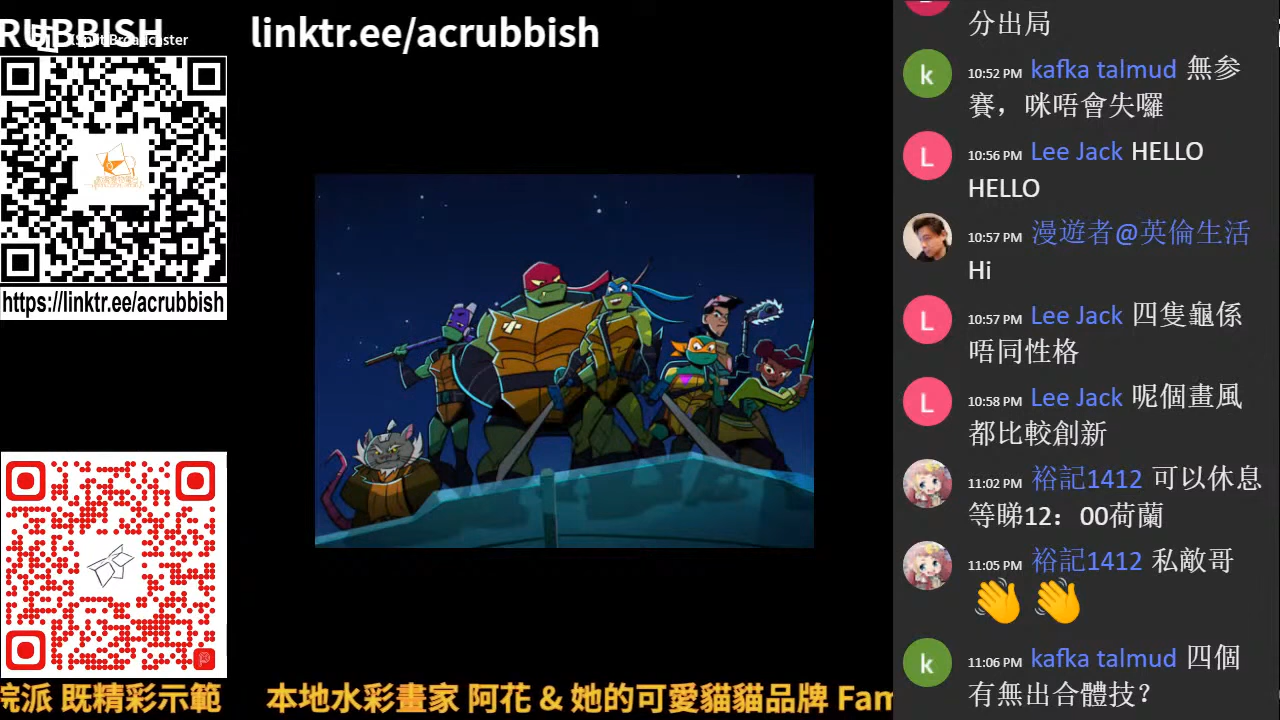 RUBBISH
XSplit Broadcaster
linktr.ee/acrubbish
https://linktr.ee/acrubbish
院派 既精彩示範 本地水彩畫家 阿花 & 她的可愛貓貓品牌 Fam
分出局
10:52 PM kafka talmud 無参
賽，咪唔會失囉
10:56 PM Lee Jack HELLO
HELLO
10:57 PM 漫遊者@英倫生活
Hi
10:57 PM Lee Jack 四隻龜係
唔同性格
10:58 PM Lee Jack 呢個畫風
都比較創新
11:02 PM 裕記1412 可以休息
等睇12：00荷蘭
11:05 PM 裕記1412 私敵哥
👋 👋
11:06 PM kafka talmud 四個
有無出合體技？